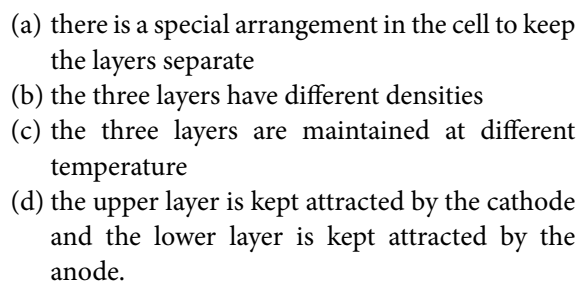 (a) there is a special arrangement in the cell to keep
the layers separate
(b) the three layers have different densities
(c) the three layers are maintained at different
temperature
(d) the upper layer is kept attracted by the cathode
and the lower layer is kept attracted by the
anode.